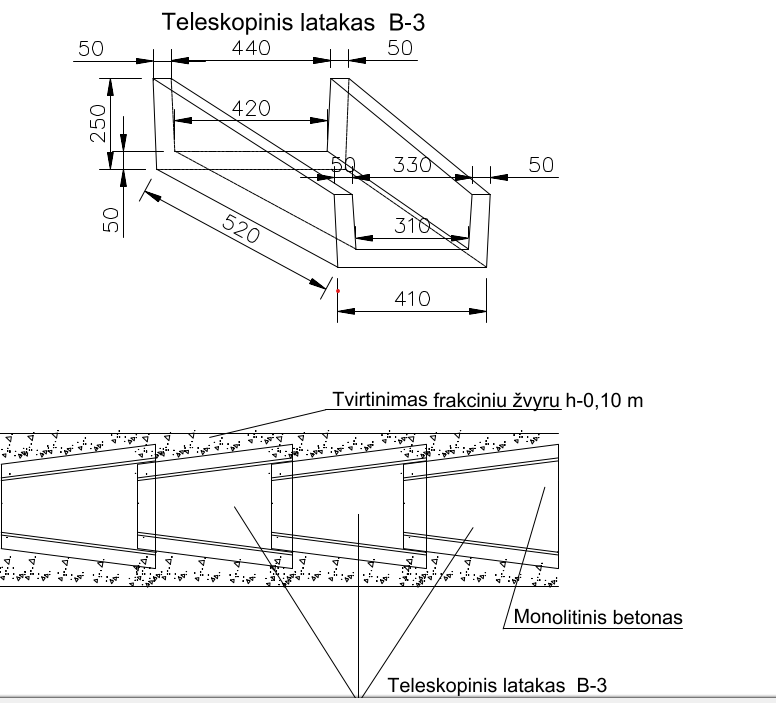 Teleskopinis latakas B-3
50 440 50
420
250
50 330 50
50
520
310
410
Tvirtinimas frakciniu žvyru h-0,10 m
Monolitinis betonas
Teleskopinis latakas B-3